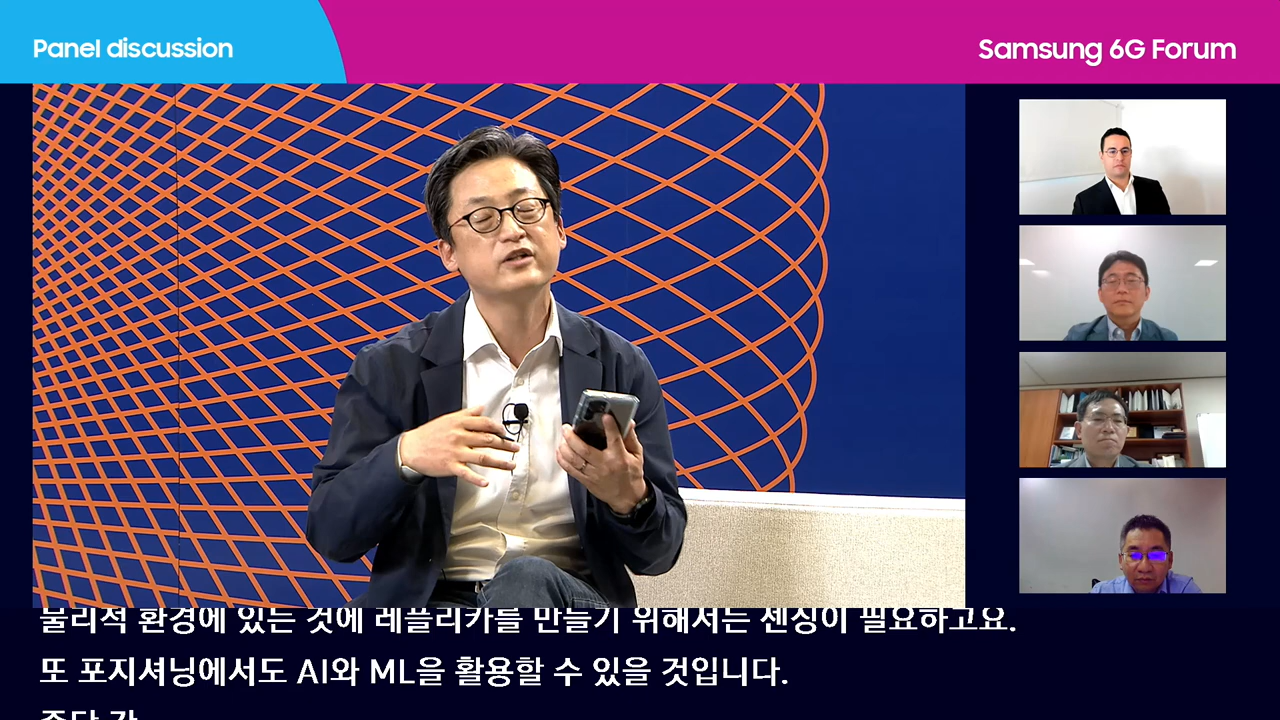 Panel discussion
Samsung 6G Forum
물리적 환경에 있는 것에 레플리카를 만들기 위해서는 센싱이 필요하고요.
또 포지셔닝에서도 AI와 ML을 활용할 수 있을 것입니다.